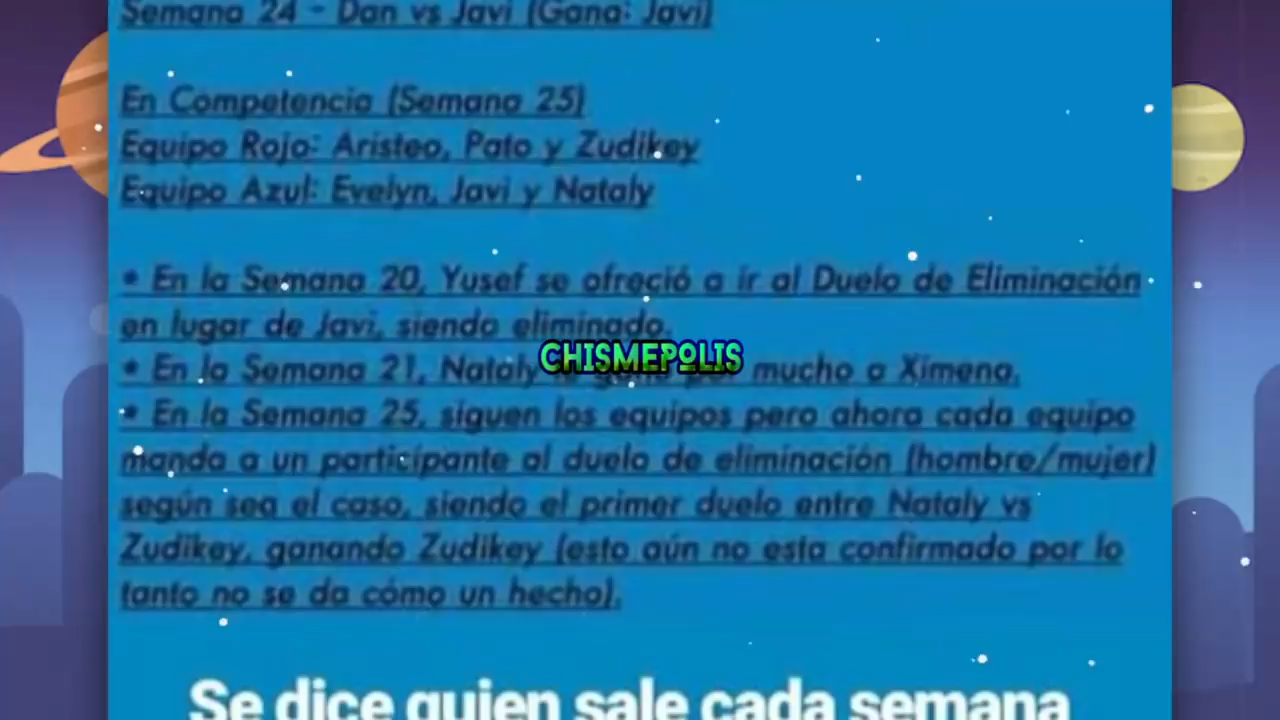 Semana 24 - Dan vs Javi (Gana: Javi)
En Competencia (Semana 25)
Equipo Rojo: Aristeo, Pato y Zudikey
Equipo Azul: Evelyn, Javi y Nataly
* En la Semana 20, Yusef se ofreció a ir al Duelo de Eliminación
en lugar de Javi, siendo eliminado.
CHISMEPOLIS
* En la Semana 21, Nataly mucho a Ximena.
* En la Semana 25, siguen los equipos pero ahora cada equipo
manda a un participante al duelo de eliminación (hombre/mujer)
según sea el caso, siendo el primer duelo entre Nataly vs
Zudikey, ganando Zudikey (esto aún no esta confirmado por lo
tanto no se da cómo un hecho).
Se dice quien sale cada semana